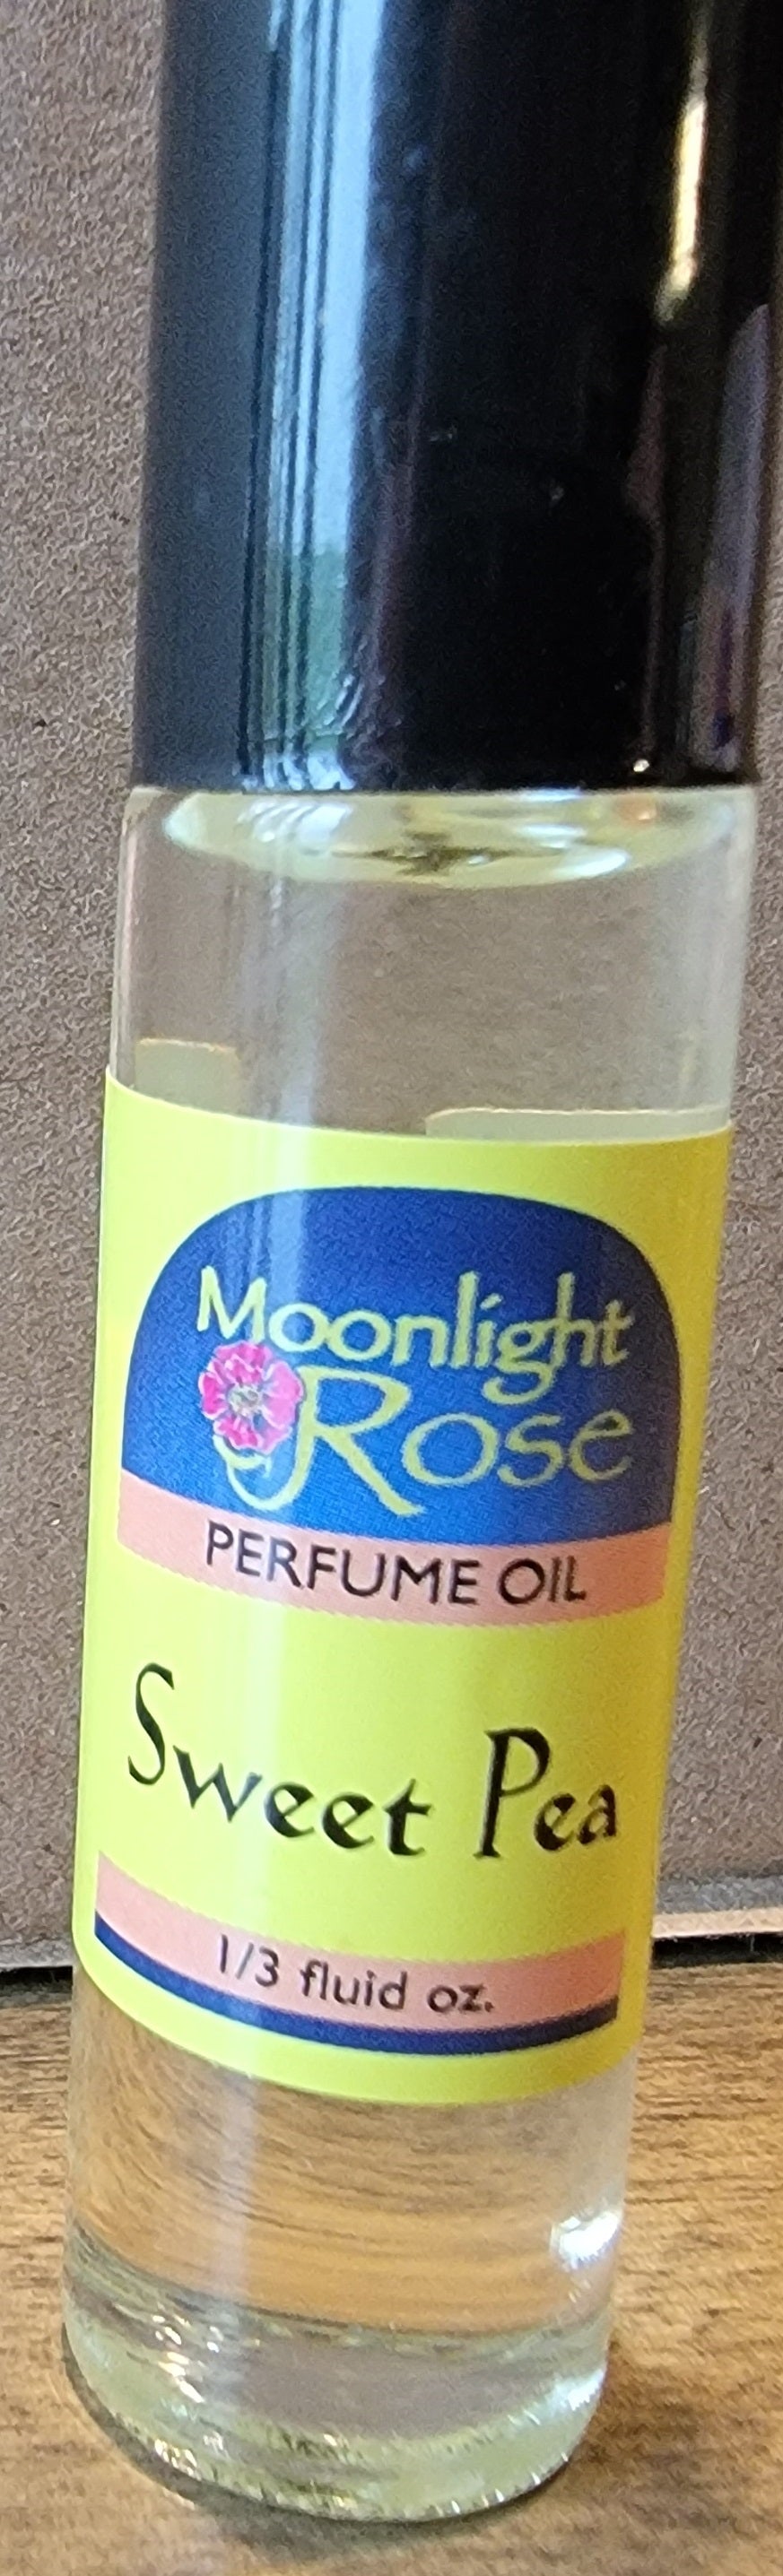 Moonlight
Rose
PERFUME OIL
Sweet Pea
1/3 fluid oz.